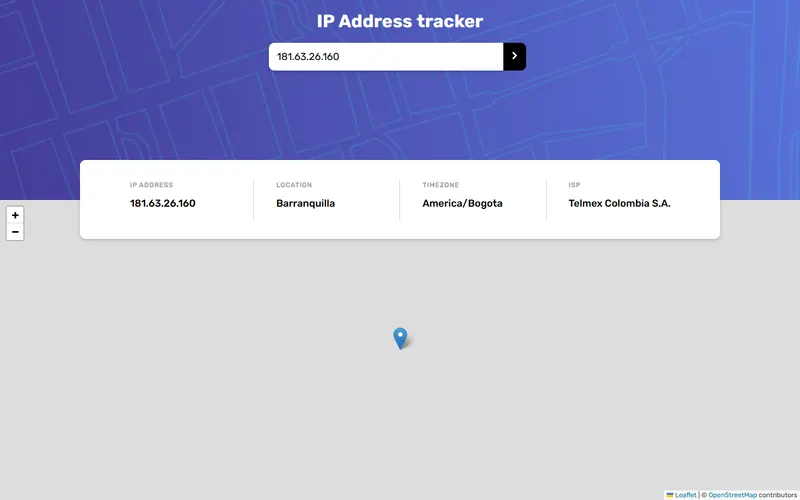 IP Address tracker
181.63.26.160
IP ADDRESS
181.63.26.160
LOCATION
Barranquilla
TIMEZONE
America/Bogota
ISP
Telmex Colombia S.A.
+
−
Leaflet | © OpenStreetMap contributors